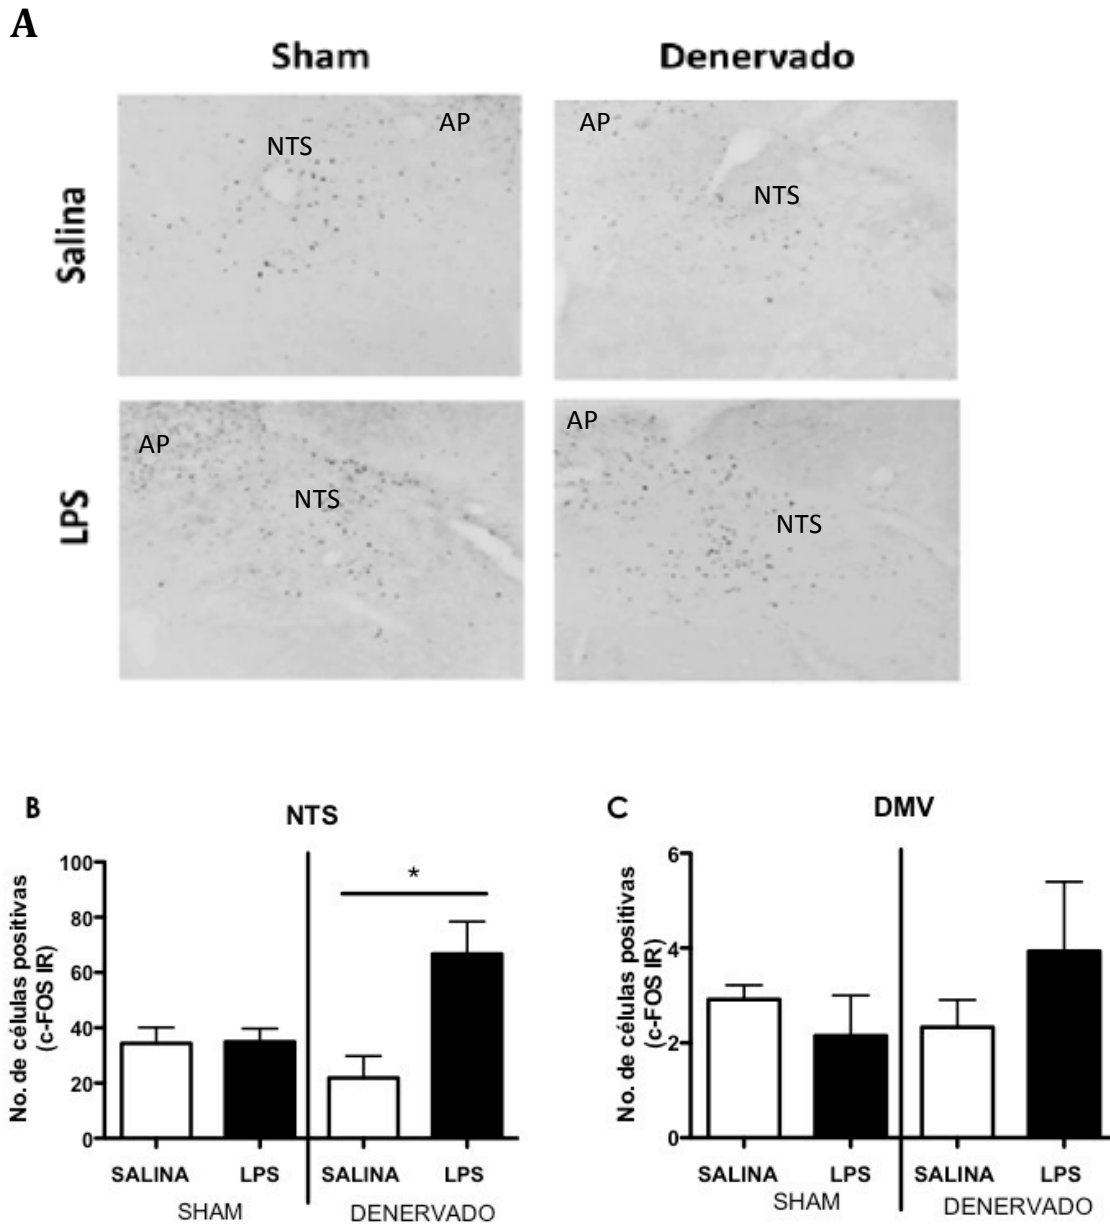 A
Sham
Denervado
Salina
AP
NTS
AP
NTS
LPS
AP
NTS
AP
NTS
B
NTS
No. de células positivas
(c-FOS IR)
100
80
60
40
20
0
*
SALINA
LPS
SALINA
LPS
SHAM
DENERVADO
C
DMV
No. de células positivas
(c-FOS IR)
6
4
2
0
SALINA
LPS
SALINA
LPS
SHAM
DENERVADO